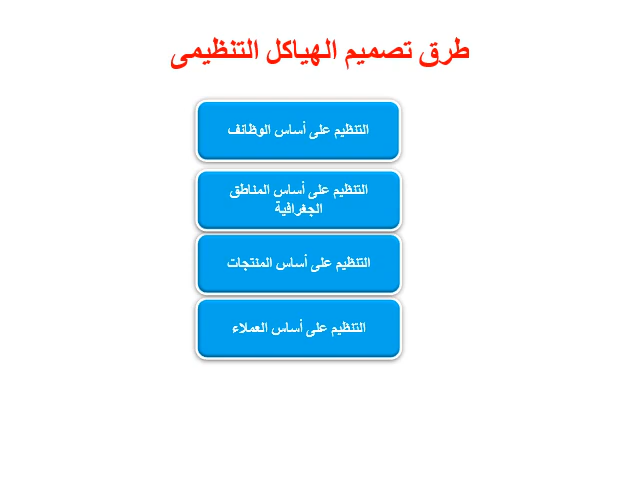 طرق تصميم الهياكل التنظيمى
التنظيم على أساس الوظائف
التنظيم على أساس المناطق
الجغرافية
التنظيم على أساس المنتجات
التنظيم على أساس العملاء